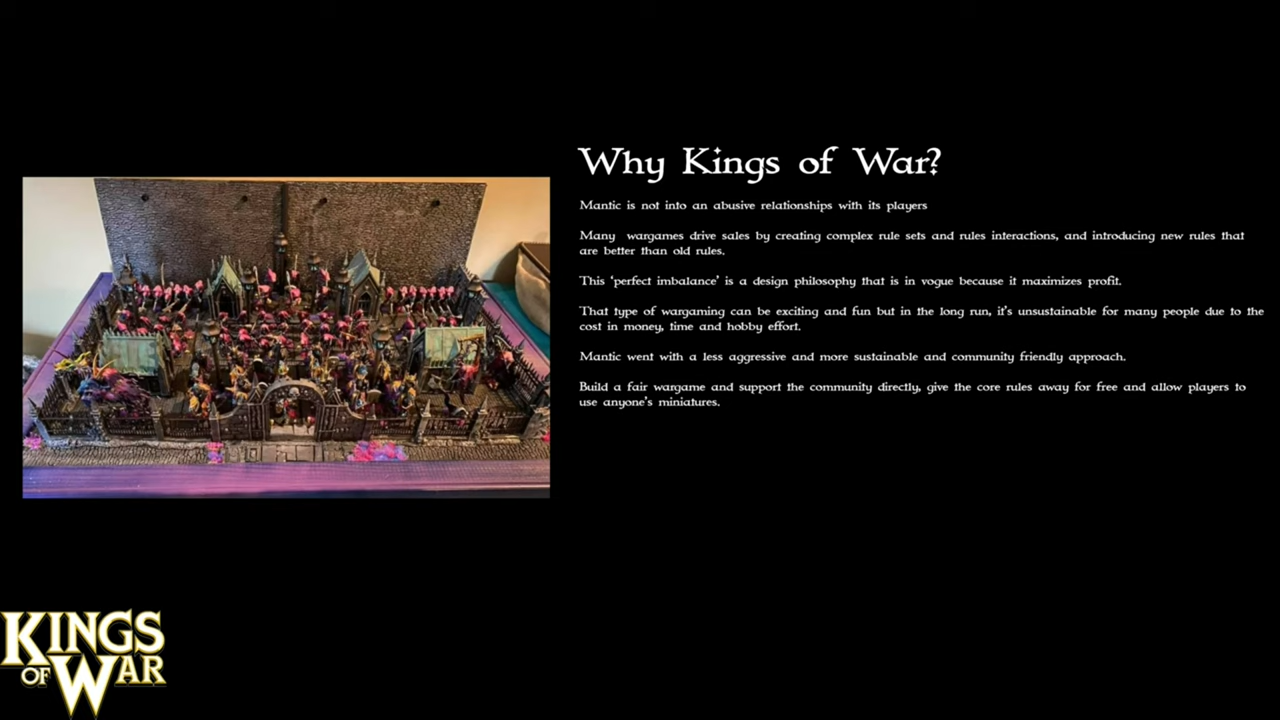 Why Kings of War?
Mantic is not into an abusive relationships with its players
Many wargames drive sales by creating complex rule sets and rules interactions, and introducing new rules that
are better than old rules.
This 'perfect imbalance' is a design philosophy that is in vogue because it maximizes profit.
That type of wargaming can be exciting and fun but in the long run, it's unsustainable for many people due to the
cost in money, time and hobby effort.
Mantic went with a less aggressive and more sustainable and community friendly approach.
Build a fair wargame and support the community directly, give the core rules away for free and allow players to
use anyone's miniatures.
KINGS
OF WAR